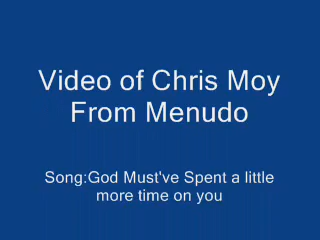 Video of Chris Moy
From Menudo
Song:God Must've Spent a little
more time on you